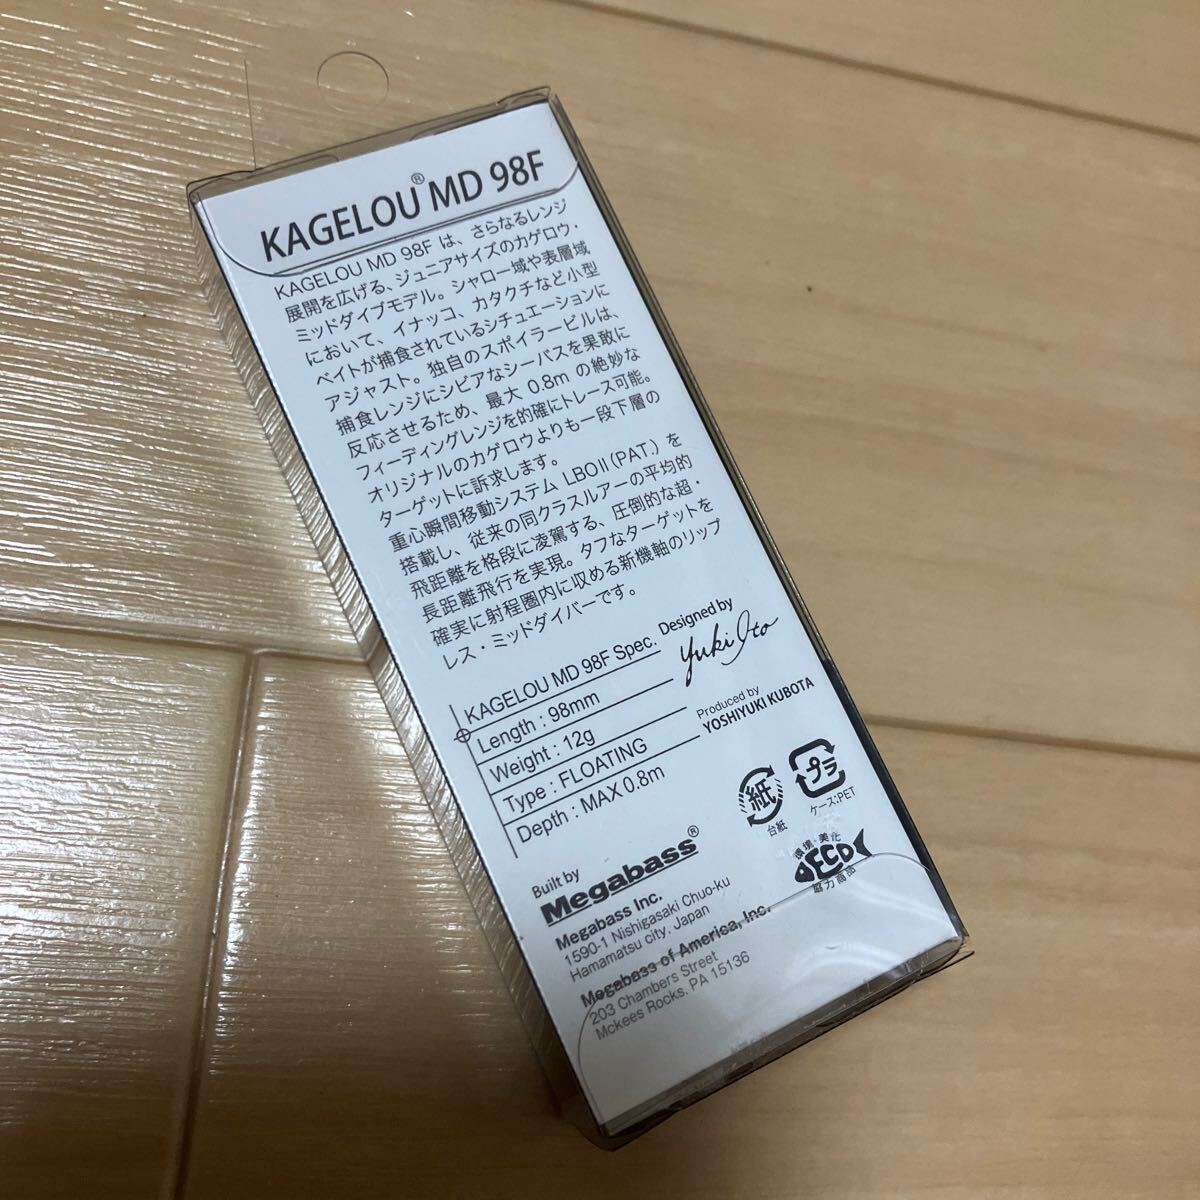 KAGELOU® MD 98F
KAGELOU MD 98F は、さらなるレンジ
展開を広げる、ジュニアサイズのカゲロウ・
ミッドダイブモデル。シャロー域や表層域
において、イナッコ、カタクチなど小型
ベイトが捕食されているシチュエーションに
アジャスト。独自のスポイラービルは、
捕食レンジにシビアなシーバスを果敢に
反応させるため、最大 0.8m の絶妙な
フィーディングレンジを的確にトレース可能。
オリジナルのカゲロウよりも一段下層の
ターゲットに訴求します。
重心瞬間移動システム LBOII (PAT.) を
搭載し、従来の同クラスルアーの平均的
飛距離を格段に凌駕する、圧倒的な超・
長距離飛行を実現。タフなターゲットを
確実に射程圏内に収める新機軸のリップ
レス・ミッドダイバーです。
KAGELOU MD 98F Spec.
Length : 98mm
Weight : 12g
Type : FLOATING
Depth : MAX 0.8m
Designed by
Yuki Ito
Produced by
YOSHIYUKI KUBOTA
紙
台紙
プラ
ケース:PET
環境・美化
ECO
協力商品
Built by
Megabass®
Megabass Inc.
1590-1 Nishigasaki Chuo-ku
Hamamatsu city, Japan
Megabass of America, Inc.
203 Chambers Street
Mckees Rocks, PA 15136